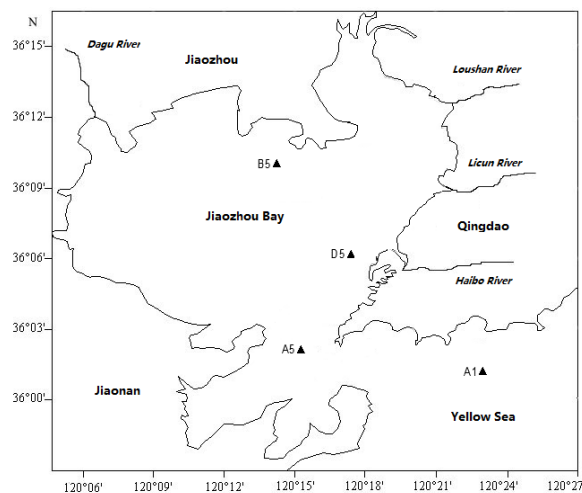 N
36°15'
Dagu River
Jiaozhou
Loushan River
36°12'
B5
Licun River
36°09'
Jiaozhou Bay
Qingdao
36°06'
D5
Haibo River
36°03'
A5
A1
36°00'
Jiaonan
Yellow Sea
120°06' 120°09' 120°12' 120°15' 120°18' 120°21' 120°24' 120°27'